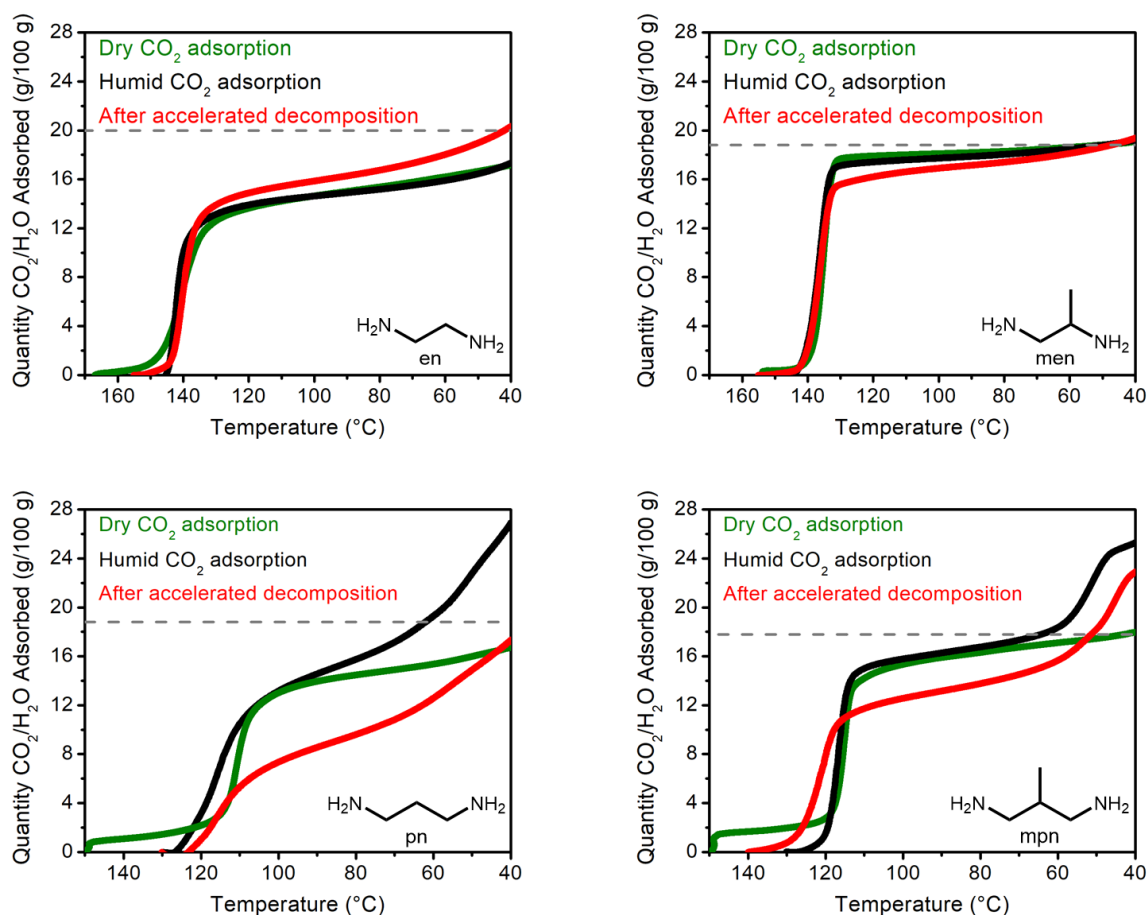 Quantity CO₂/H₂O Adsorbed (g/100 g)
28
24
20
16
12
8
4
0
Dry CO₂ adsorption
Humid CO₂ adsorption
After accelerated decomposition
H₂N
NH₂
en
160 140 120 100 80 60 40
Temperature (°C)
Quantity CO₂/H₂O Adsorbed (g/100 g)
28
24
20
16
12
8
4
0
Dry CO₂ adsorption
Humid CO₂ adsorption
After accelerated decomposition
H₂N
NH₂
men
160 140 120 100 80 60 40
Temperature (°C)
Quantity CO₂/H₂O Adsorbed (g/100 g)
28
24
20
16
12
8
4
0
Dry CO₂ adsorption
Humid CO₂ adsorption
After accelerated decomposition
H₂N
NH₂
pn
140 120 100 80 60 40
Temperature (°C)
Quantity CO₂/H₂O Adsorbed (g/100 g)
28
24
20
16
12
8
4
0
Dry CO₂ adsorption
Humid CO₂ adsorption
After accelerated decomposition
H₂N
NH₂
mpn
140 120 100 80 60 40
Temperature (°C)